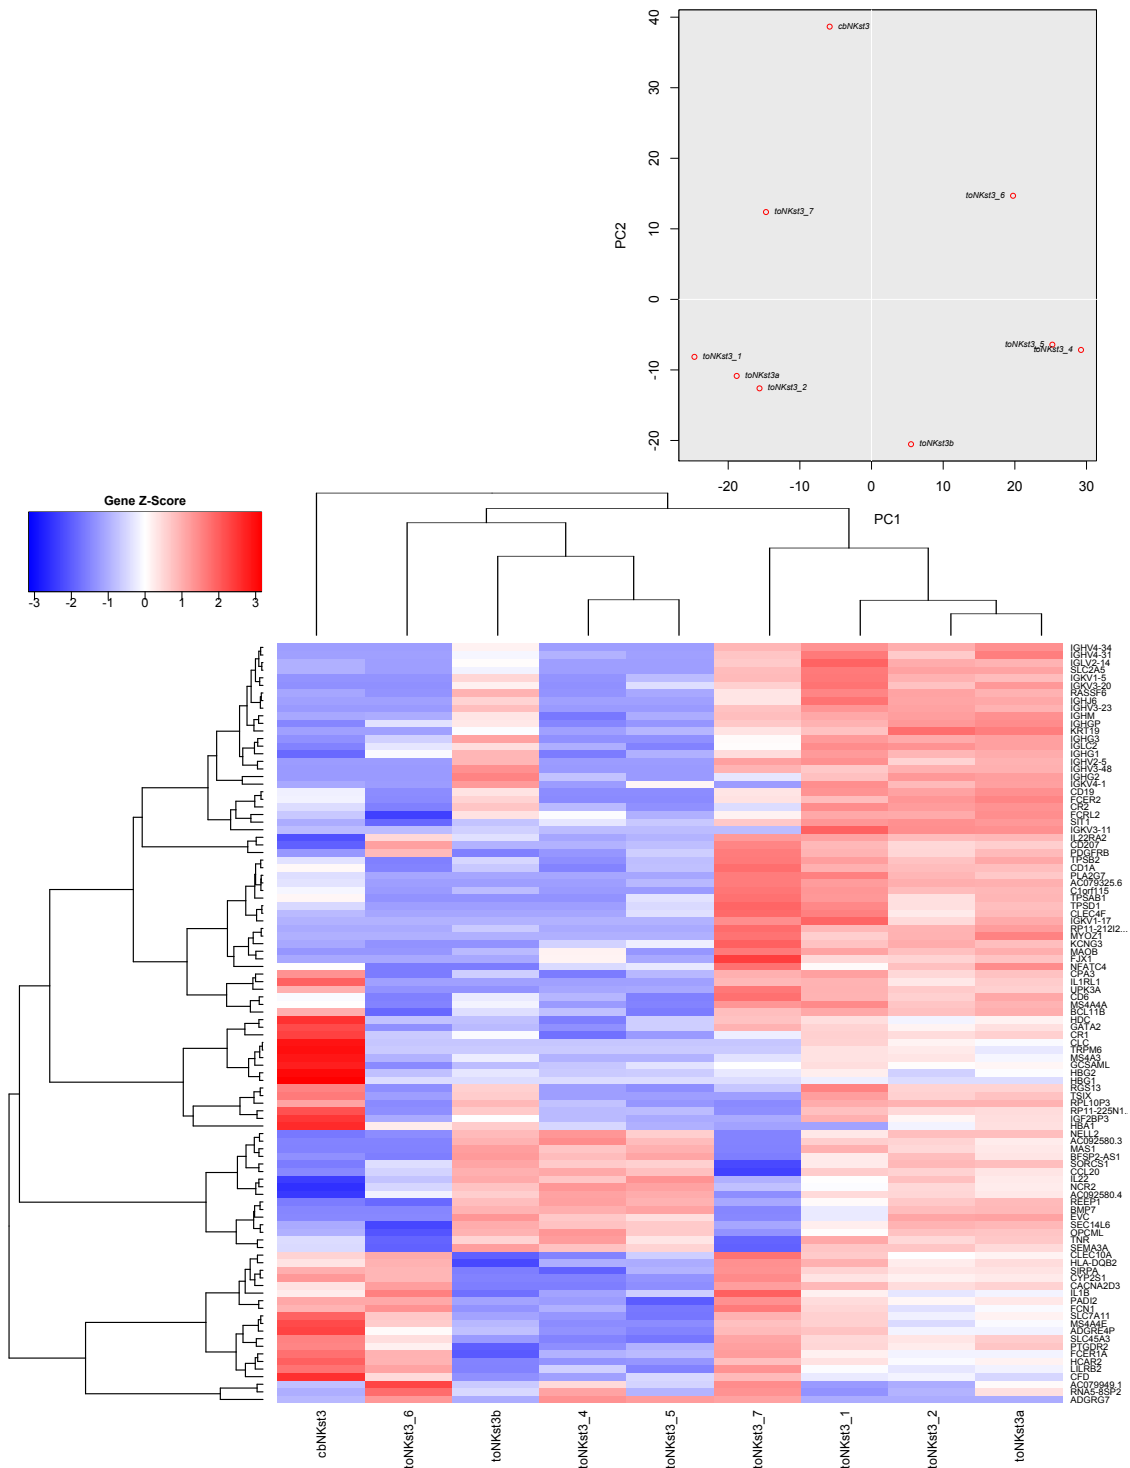 40
30
20
10
0
-10
-20
PC2
cbNKst3
toNKst3_6
toNKst3_7
toNKst3_5
toNKst3_4
toNKst3_1
toNKst3a
toNKst3_2
toNKst3b
-20 -10 0 10 20 30
PC1
Gene Z-Score
-3 -2 -1 0 1 2 3
IGHV4-34
IGHV4-31
IGLV2-14
SLC2A5
IGKV1-5
IGKV3-20
RASSF6
IGHJ6
IGHV3-23
IGHM
IGHGP
KRT19
IGHG3
IGLC2
IGHG1
IGHV2-5
IGHV3-48
IGHG2
IGKV4-1
CD19
FCER2
CR2
FCRL2
SIT1
IGKV3-11
IL22RA2
CD207
PDGFRB
TPSB2
CD1A
PLA2G7
AC079325.6
C1orf115
TPSAB1
TPSD1
CLEC4F
IGKV1-17
RP11-212I2...
MYOZ1
KCNG3
MAOB
FJX1
NFATC4
CPA3
IL1RL1
UPK3A
CD6
MS4A4A
BCL11B
HDC
GATA2
CR1
CLC
TRPM6
MS4A3
GCSAML
HBG2
HBG1
RGS13
TSIX
RPL10P3
RP11-225N1..
IGF2BP3
HBA1
NELL2
AC092580.3
MAS1
BFSP2-AS1
SORCS1
CCL20
IL22
NCR2
AC092580.4
REEP1
BMP7
EVC
SEC14L6
OPCML
TNR
SEMA3A
CLEC10A
HLA-DQB2
SIRPA
CYP2S1
CACNA2D3
IL1B
PADI2
FCN1
SLC7A11
MS4A4E
ADGRE4P
SLC45A3
PTGDR2
FCER1A
HCAR2
LILRB2
CFD
AC079949.1
RNA5-8SP2
ADGRG7
cbNKst3
toNKst3_6
toNKst3b
toNKst3_4
toNKst3_5
toNKst3_7
toNKst3_1
toNKst3_2
toNKst3a